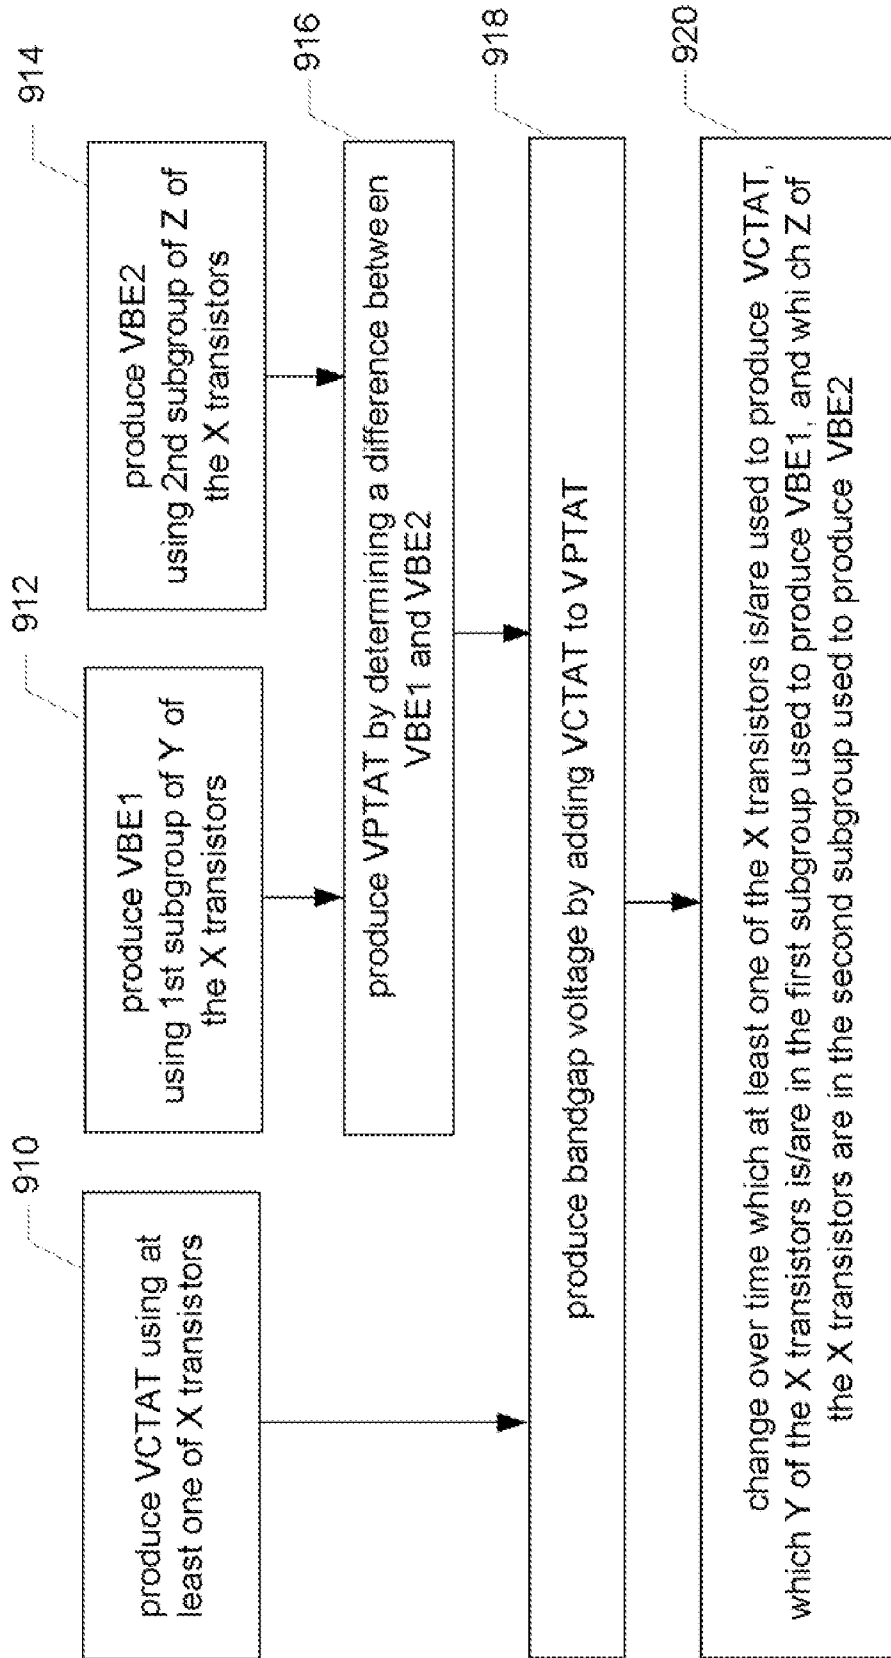 910
produce VCTAT using at
least one of X transistors
912
produce VBE1
using 1st subgroup of Y of
the X transistors
914
produce VBE2
using 2nd subgroup of Z of
the X transistors
916
produce VPTAT by determining a difference between
VBE1 and VBE2
918
produce bandgap voltage by adding VCTAT to VPTAT
920
change over time which at least one of the X transistors is/are used to produce VCTAT,
which Y of the X transistors is/are in the first subgroup used to produce VBE1, and which Z of
the X transistors are in the second subgroup used to produce VBE2